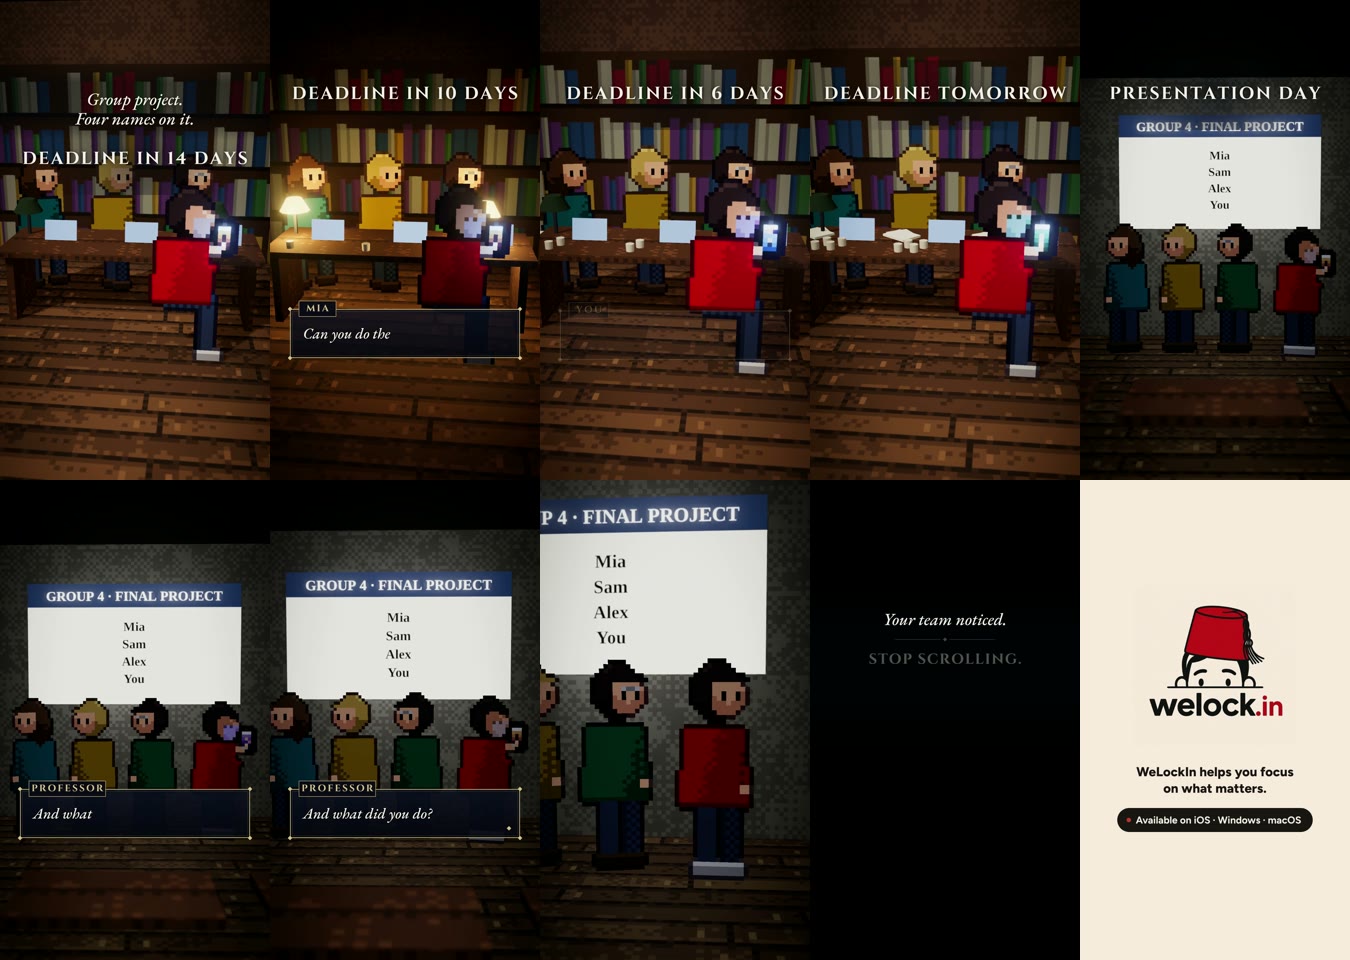 Group project.
Four names on it.
DEADLINE IN 14 DAYS
DEADLINE IN 10 DAYS
MIA
Can you do the
DEADLINE IN 6 DAYS
YOU
DEADLINE TOMORROW
PRESENTATION DAY
GROUP 4 · FINAL PROJECT
Mia
Sam
Alex
You
GROUP 4 · FINAL PROJECT
Mia
Sam
Alex
You
PROFESSOR
And what
GROUP 4 · FINAL PROJECT
Mia
Sam
Alex
You
PROFESSOR
And what did you do?
P 4 · FINAL PROJECT
Mia
Sam
Alex
You
Your team noticed.
STOP SCROLLING.
welock.in
WeLockIn helps you focus
on what matters.
Available on iOS · Windows · macOS